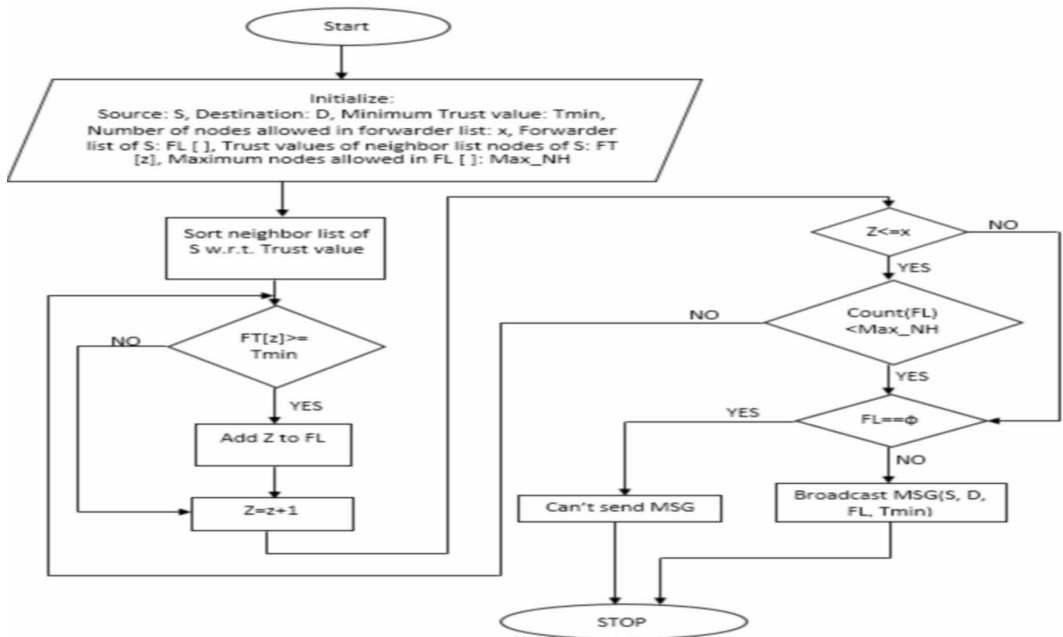 Start
Initialize:
Source: S, Destination: D, Minimum Trust value: Tmin,
Number of nodes allowed in forwarder list: x, Forwarder
list of S: FL [ ], Trust values of neighbor list nodes of S: FT
[z], Maximum nodes allowed in FL [ ]: Max_NH
Sort neighbor list of
S w.r.t. Trust value
FT[z]>=
Tmin
NO
YES
Add Z to FL
Z=z+1
Z<=x
NO
YES
Count(FL)
<Max_NH
NO
YES
FL==ф
YES
NO
Can't send MSG
Broadcast MSG(S, D,
FL, Tmin)
STOP